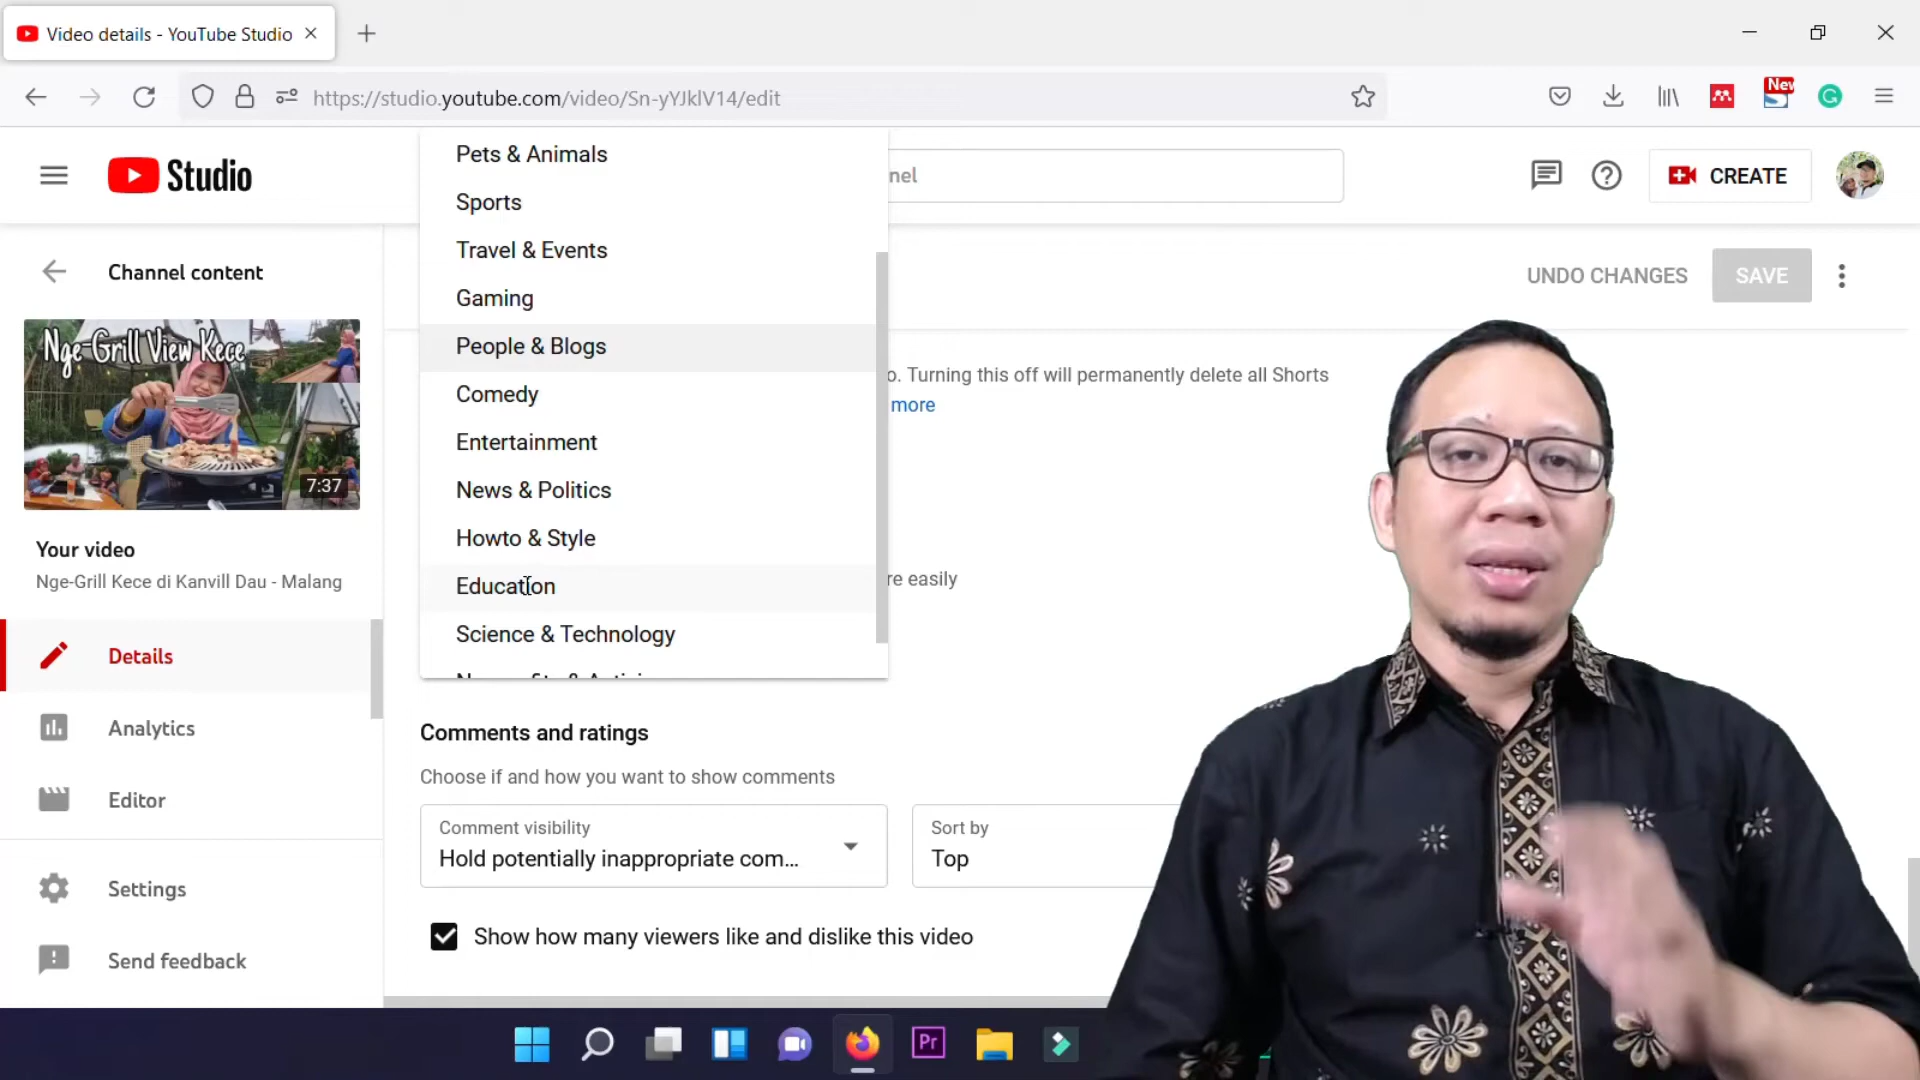 Video details - YouTube Studio
https://studio.youtube.com/video/Sn-yYJklV14/edit
New
Studio
nel
CREATE
Channel content
UNDO CHANGES
SAVE
Nge-Grill View Kece
7:37
Your video
Nge-Grill Kece di Kanvill Dau - Malang
Details
Analytics
Editor
Settings
Send feedback
Pets & Animals
Sports
Travel & Events
Gaming
People & Blogs
Comedy
Entertainment
News & Politics
Howto & Style
Education
Science & Technology
o. Turning this off will permanently delete all Shorts
more
re easily
Comments and ratings
Choose if and how you want to show comments
Comment visibility
Hold potentially inappropriate com...
Sort by
Top
Show how many viewers like and dislike this video
Pr